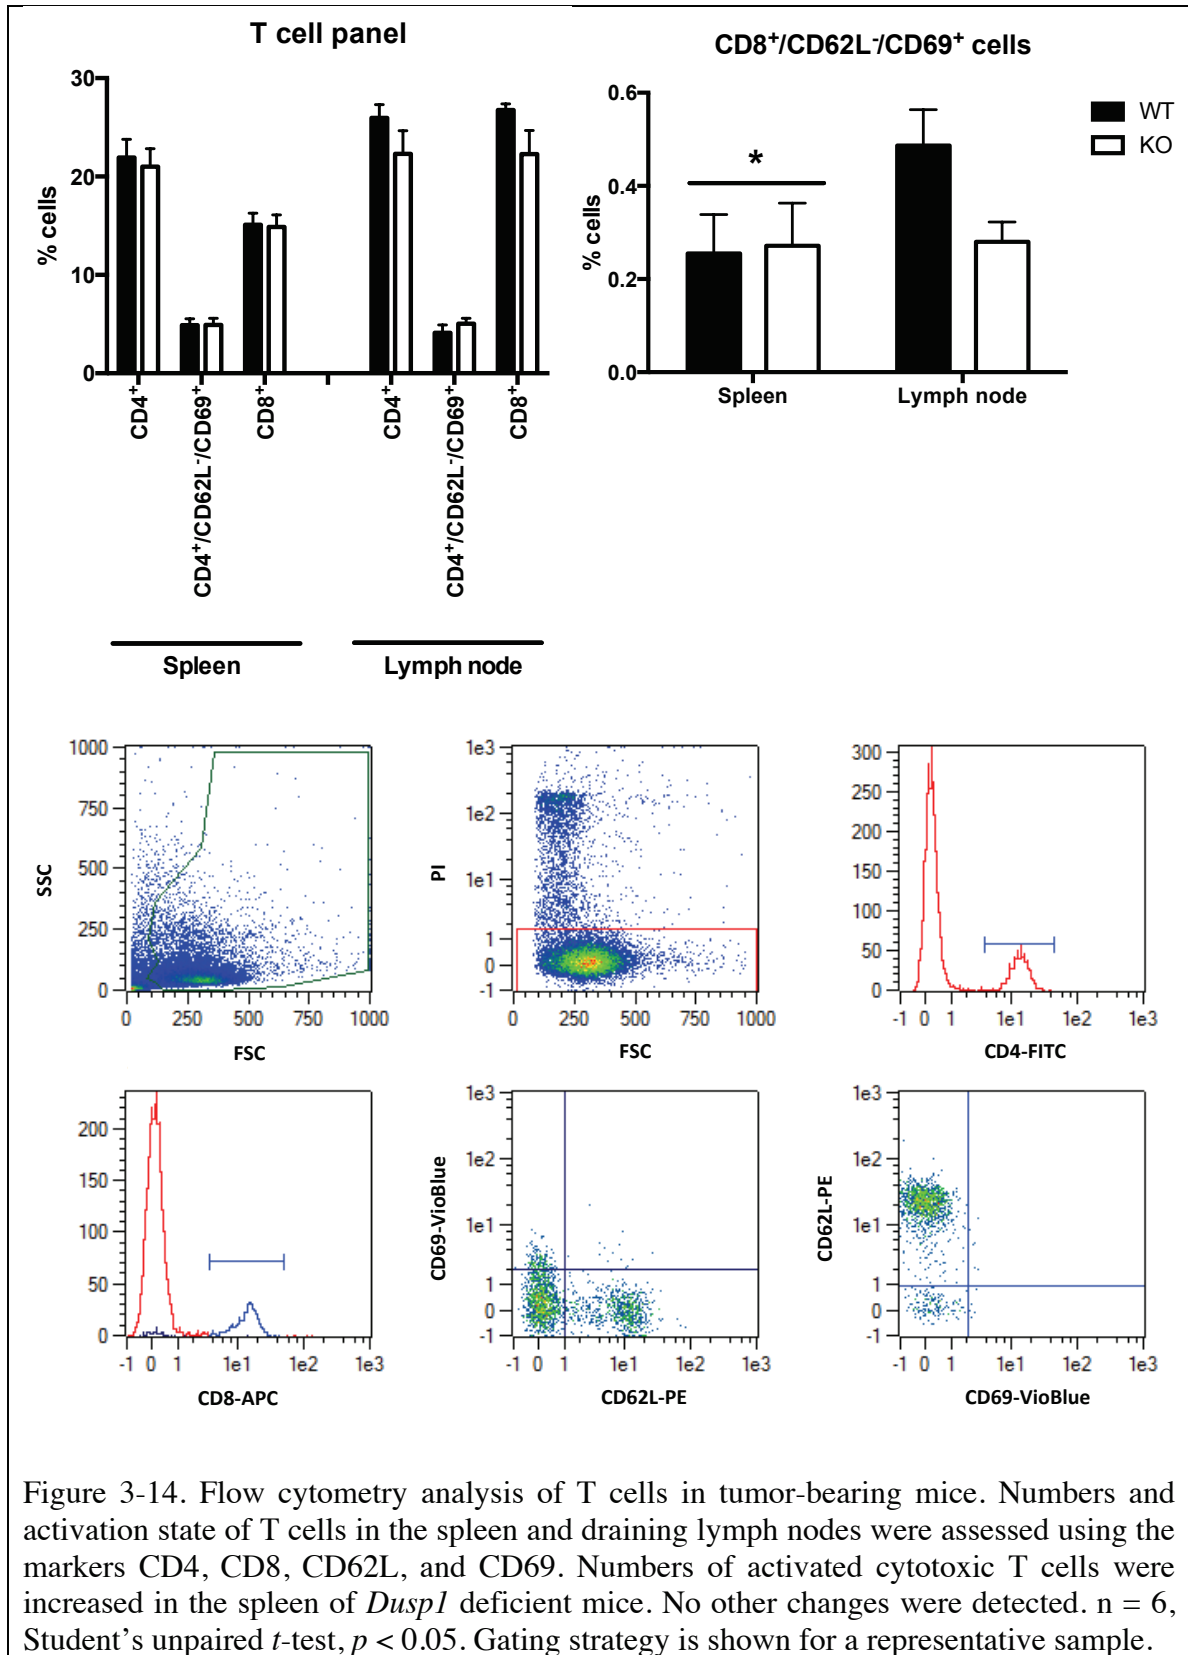 T cell panel
30
20
10
0
% cells
CD4⁺
CD4⁺/CD62L⁻/CD69⁺
CD8⁺
CD4⁺
CD4⁺/CD62L⁻/CD69⁺
CD8⁺
Spleen
Lymph node
CD8⁺/CD62L⁻/CD69⁺ cells
0.6
0.4
0.2
0.0
% cells
*
Spleen
Lymph node
WT
KO
1000
750
500
250
0
SSC
0 250 500 750 1000
FSC
1e3
1e2
1e1
1
0
-1
PI
0 250 500 750 1000
FSC
300
250
200
150
100
50
0
-1 0 1 1e1 1e2 1e3
CD4-FITC
200
150
100
50
0
-1 0 1 1e1 1e2 1e3
CD8-APC
1e3
1e2
1e1
1
0
-1
CD69-VioBlue
-1 0 1 1e1 1e2 1e3
CD62L-PE
1e3
1e2
1e1
1
0
-1
CD62L-PE
-1 0 1 1e1 1e2 1e3
CD69-VioBlue
Figure 3-14. Flow cytometry analysis of T cells in tumor-bearing mice. Numbers and
activation state of T cells in the spleen and draining lymph nodes were assessed using the
markers CD4, CD8, CD62L, and CD69. Numbers of activated cytotoxic T cells were
increased in the spleen of Dusp1 deficient mice. No other changes were detected. n = 6,
Student's unpaired t-test, p < 0.05. Gating strategy is shown for a representative sample.